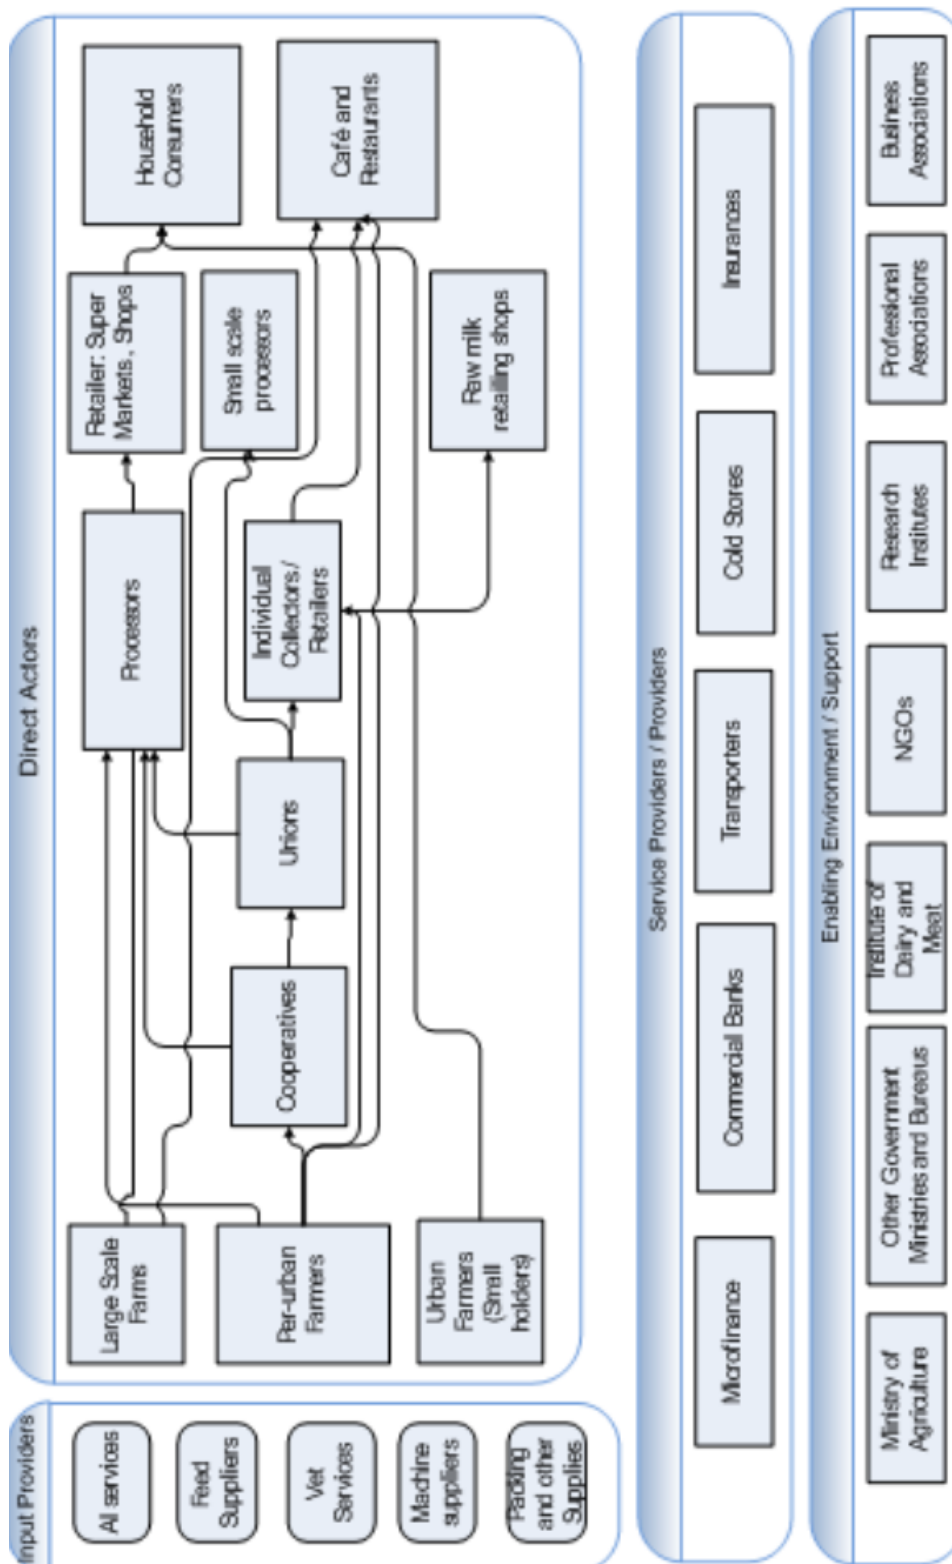 Input Providers
AI services
Feed
Suppliers
Vet
Services
Machine
suppliers
Packing
and other
Supplies
Direct Actors
Large Scale
Farms
Per-urban
Farmers
Urban
Farmers
(Small
holders)
Cooperatives
Unions
Processors
Individual
Collectors /
Retailers
Retailer: Super
Markets, Shops
Small scale
processors
Raw milk
retailing shops
Household
Consumers
Café and
Restaurants
Service Providers / Providers
Microfinance
Commercial Banks
Transporters
Cold Stores
Insurances
Enabling Environment / Support
Ministry of
Agriculture
Other Government
Ministries and Bureaus
Institute of
Dairy and
Meat
NGOs
Research
Institutes
Professional
Associations
Business
Associations